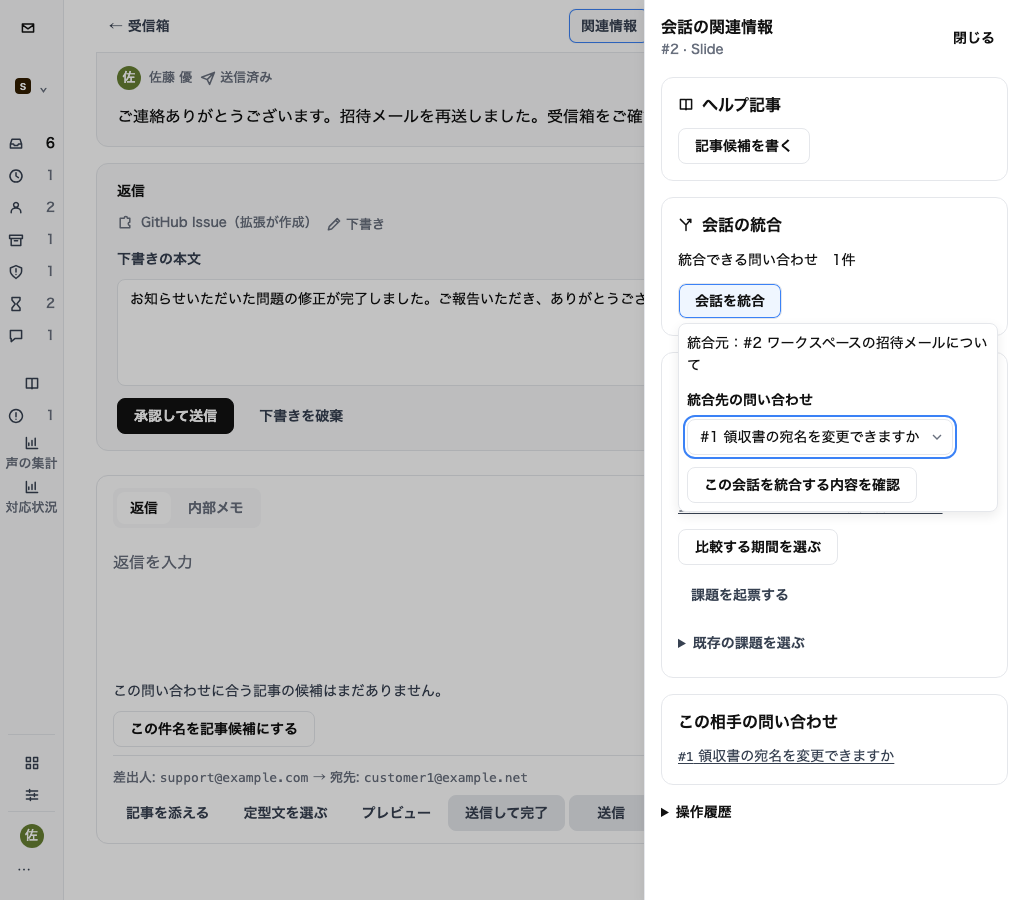 S
6
1
2
1
1
2
1
1
声の集計
対応状況
佐
…
← 受信箱
関連情報
佐 佐藤 優 送信済み
ご連絡ありがとうございます。招待メールを再送しました。受信箱をご確
返信
GitHub Issue（拡張が作成） 下書き
下書きの本文
お知らせいただいた問題の修正が完了しました。ご報告いただき、ありがとうござ
承認して送信 下書きを破棄
返信 内部メモ
返信を入力
この問い合わせに合う記事の候補はまだありません。
この件名を記事候補にする
差出人: support@example.com → 宛先: customer1@example.net
記事を添える 定型文を選ぶ プレビュー 送信して完了 送信
会話の関連情報
#2 · Slide
閉じる
ヘルプ記事
記事候補を書く
会話の統合
統合できる問い合わせ 1件
会話を統合
統合元：#2 ワークスペースの招待メールについ
て
統合先の問い合わせ
#1 領収書の宛名を変更できますか
この会話を統合する内容を確認
比較する期間を選ぶ
課題を起票する
▶ 既存の課題を選ぶ
この相手の問い合わせ
#1 領収書の宛名を変更できますか
▶ 操作履歴